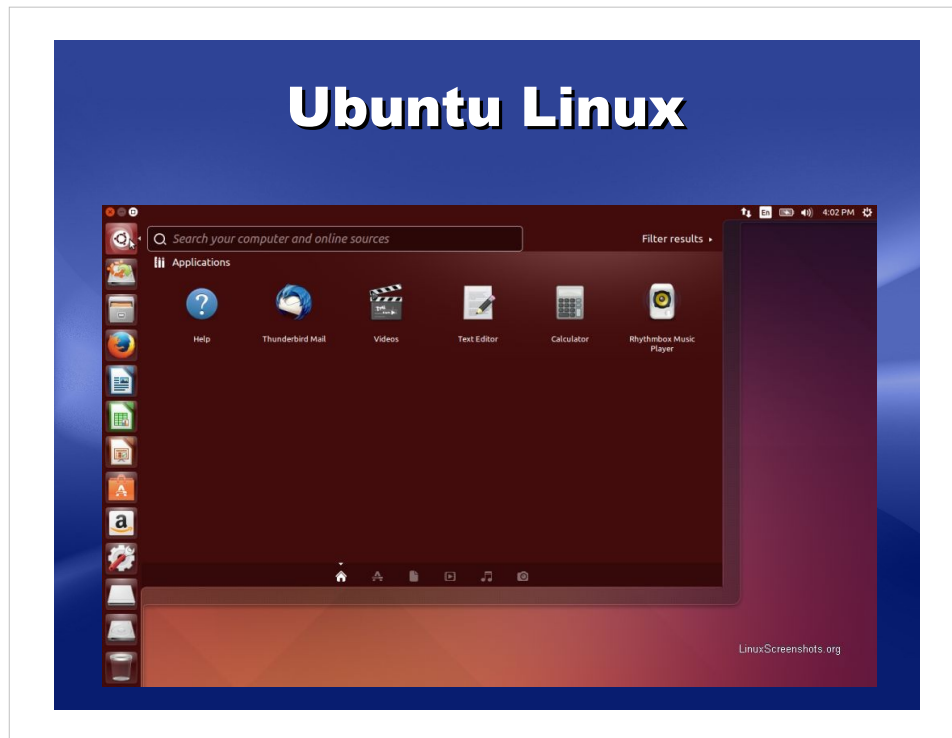 Ubuntu Linux
En 4:02 PM
Search your computer and online sources
Filter results
Applications
Help
Thunderbird Mail
Videos
Text Editor
Calculator
Rhythmbox Music
Player
a
LinuxScreenshots.org